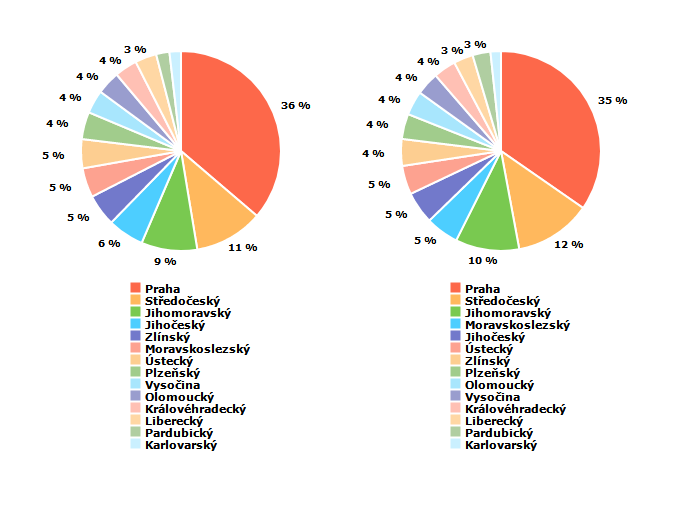 36 %
11 %
9 %
6 %
5 %
5 %
5 %
4 %
4 %
4 %
4 %
3 %
Praha
Středočeský
Jihomoravský
Jihočeský
Zlínský
Moravskoslezský
Ústecký
Plzeňský
Vysočina
Olomoucký
Královéhradecký
Liberecký
Pardubický
Karlovarský
35 %
12 %
10 %
5 %
5 %
5 %
4 %
4 %
4 %
4 %
4 %
3 %
3 %
Praha
Středočeský
Jihomoravský
Moravskoslezský
Jihočeský
Ústecký
Zlínský
Plzeňský
Olomoucký
Vysočina
Královéhradecký
Liberecký
Pardubický
Karlovarský